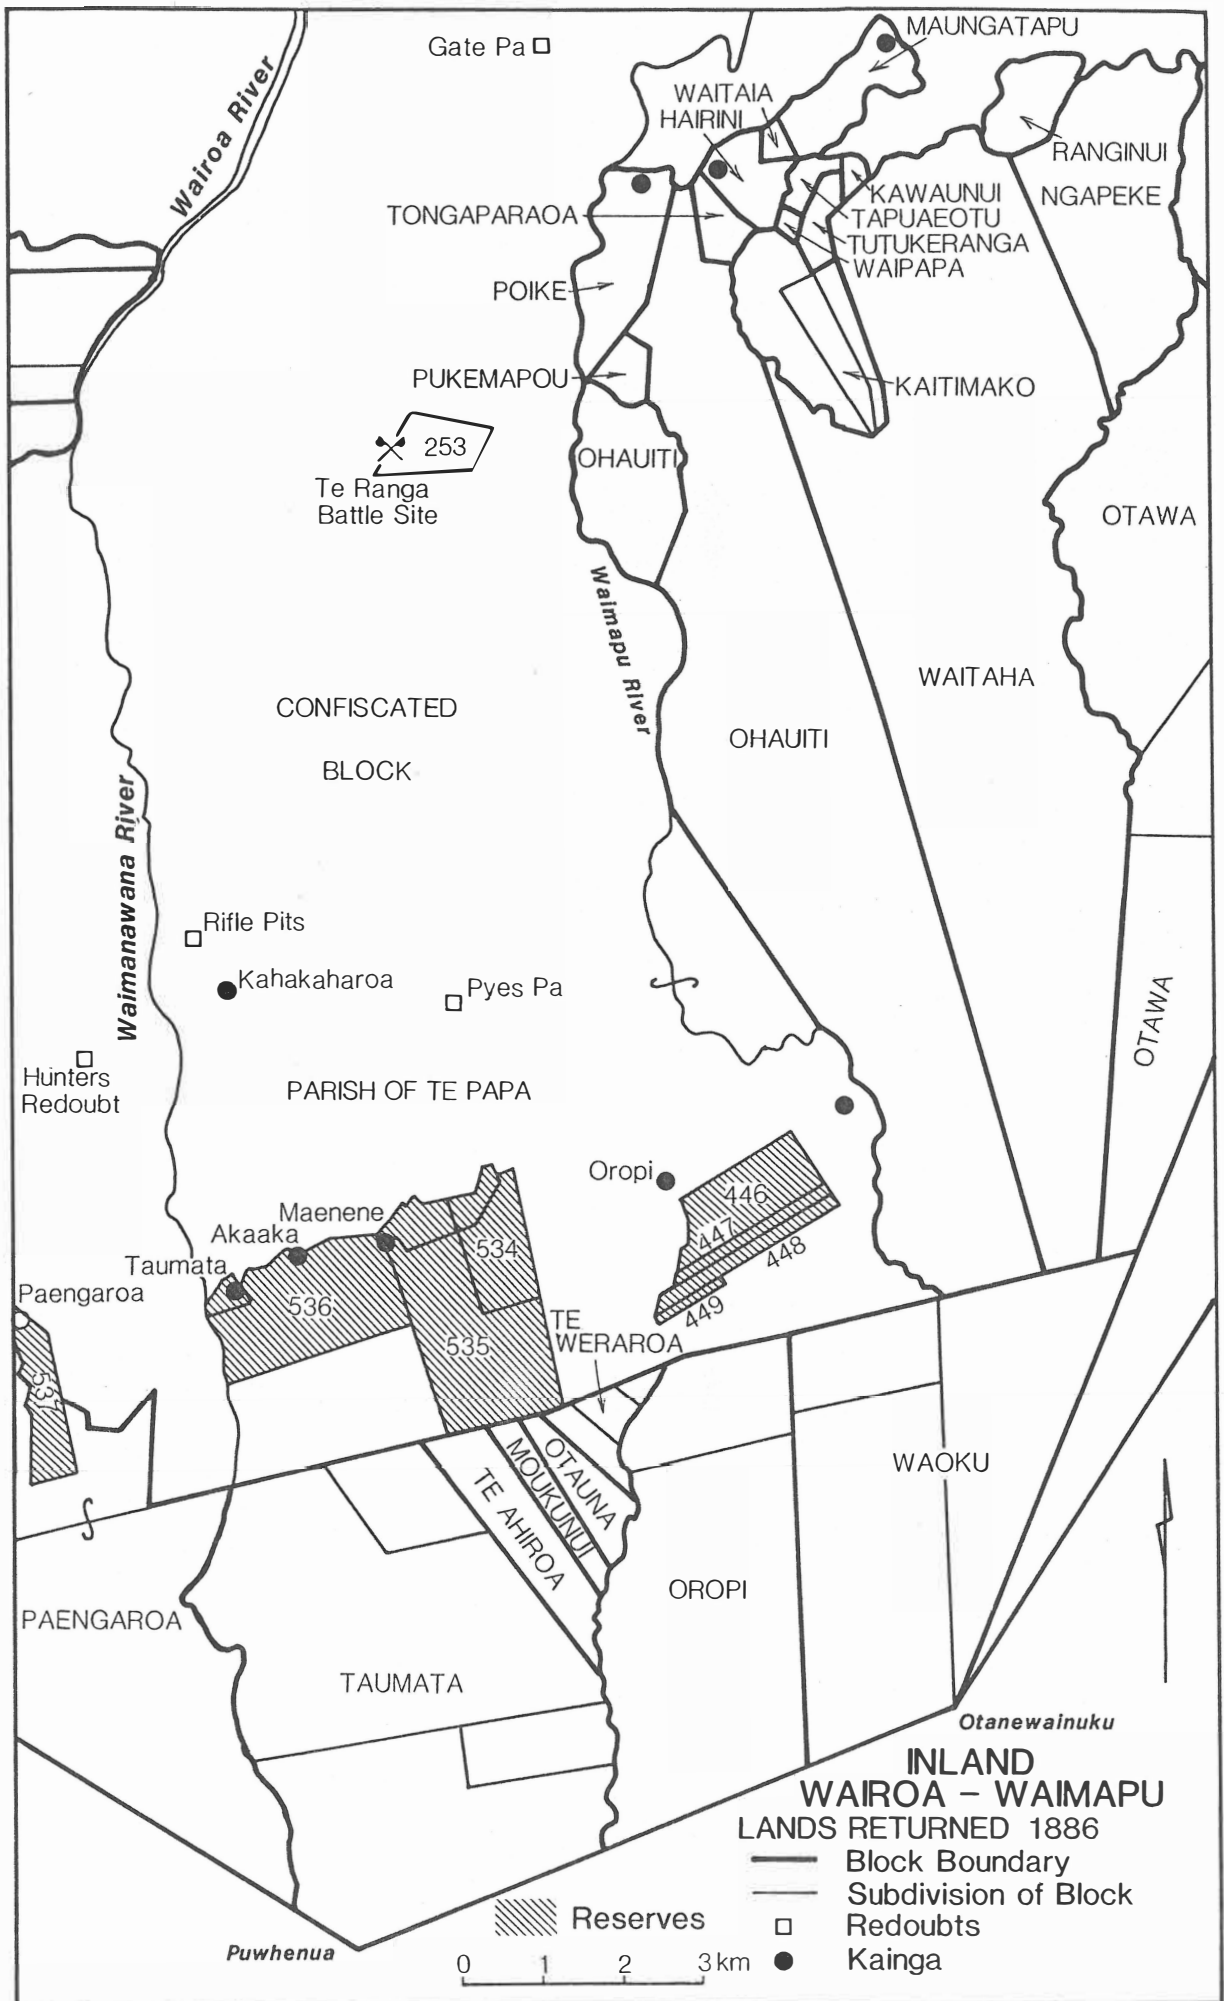 Gate Pa
MAUNGATAPU
Wairoa River
WAITAIA
HAIRINI
RANGINUI
KAWAUNUI
NGAPEKE
TONGAPARAOA
TAPUAEOTU
TUTUKERANGA
WAIPAPA
POIKE
PUKEMAPOU
KAITIMAKO
253
OHAUITI
Te Ranga
Battle Site
OTAWA
Waimapu River
WAITAHA
CONFISCATED
BLOCK
OHAUITI
Waimanawana River
Rifle Pits
Kahakaharoa
Pyes Pa
OTAWA
Hunters
Redoubt
PARISH OF TE PAPA
Oropi
446
447
448
449
Maenene
Akaaka
Taumata
534
Paengaroa
536
535
TE
WERAROA
537
OTAUNA
MOUKUNUI
TE AHIROA
WAOKU
OROPI
PAENGAROA
TAUMATA
Otanewainuku
INLAND
WAIROA – WAIMAPU
LANDS RETURNED 1886
Block Boundary
Subdivision of Block
Reserves
Redoubts
Kainga
Puwhenua
0 1 2 3 km